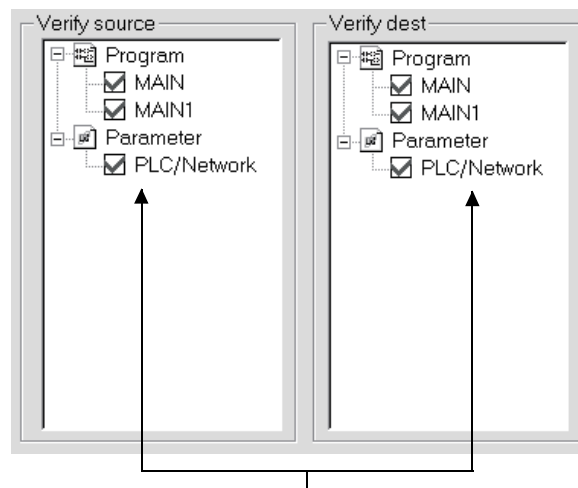 Verify source
Program
MAIN
MAIN1
Parameter
PLC/Network
Verify dest
Program
MAIN
MAIN1
Parameter
PLC/Network